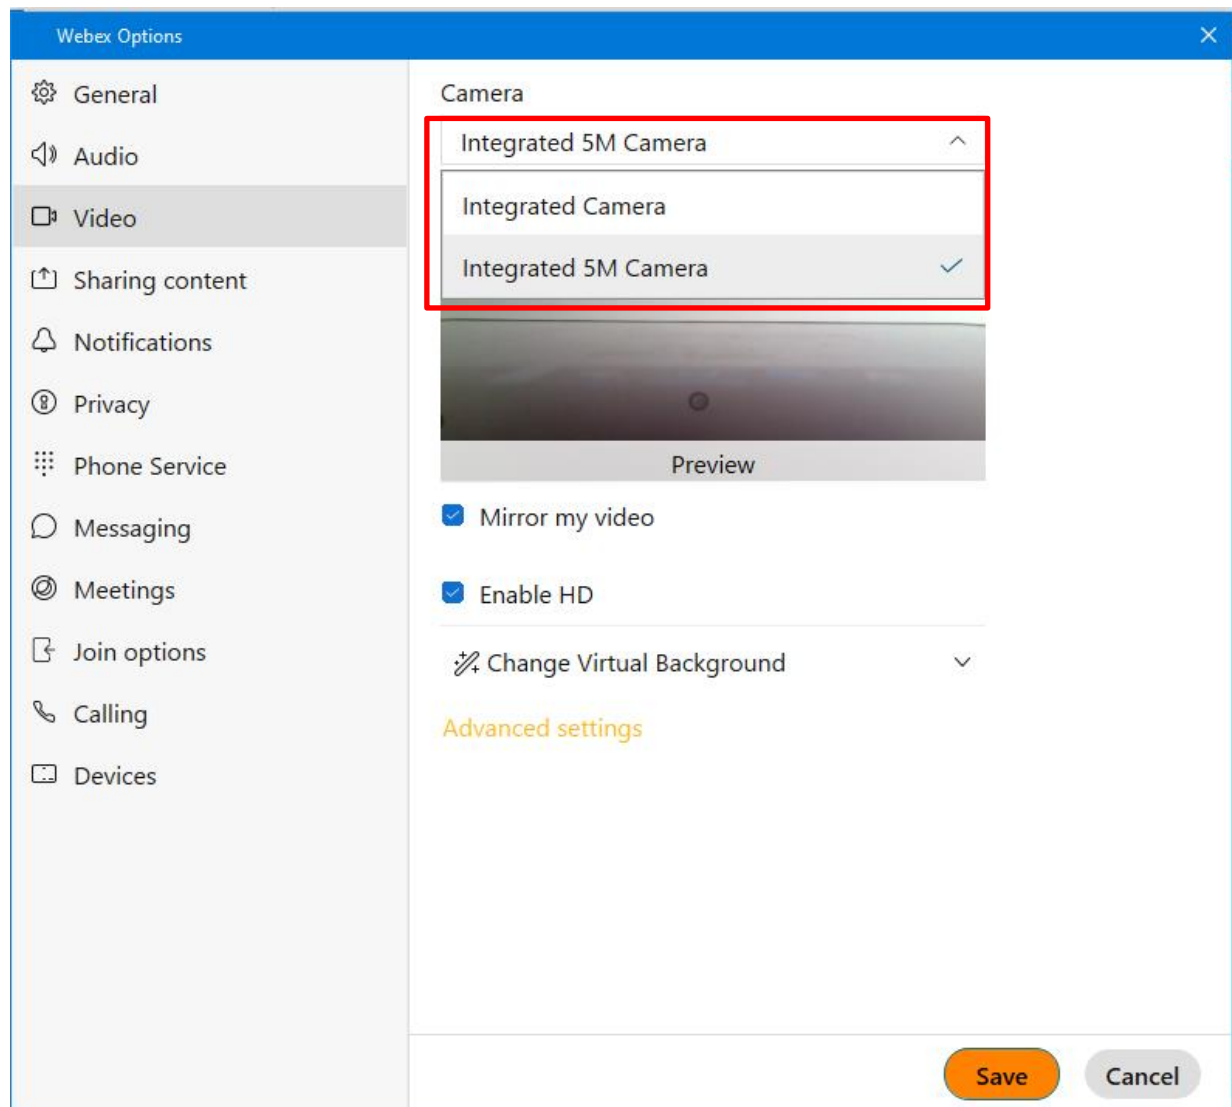 Webex Options
General
Audio
Video
Sharing content
Notifications
Privacy
Phone Service
Messaging
Meetings
Join options
Calling
Devices
Camera
Integrated 5M Camera
Integrated Camera
Integrated 5M Camera
Preview
Mirror my video
Enable HD
Change Virtual Background
Advanced settings
Save Cancel